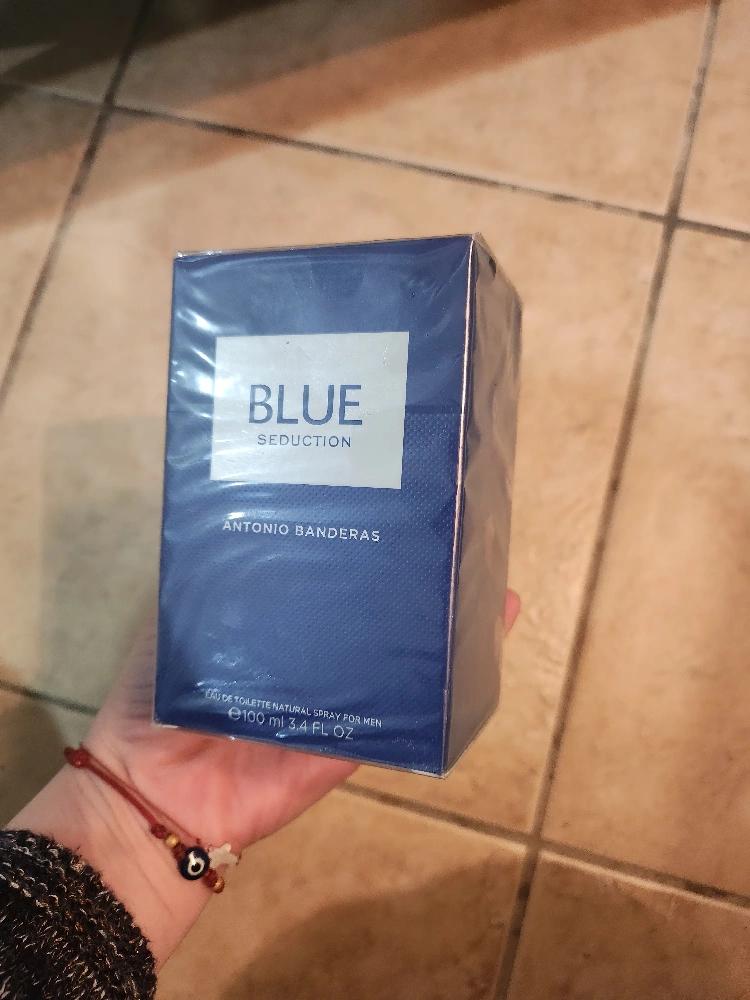 BLUE
SEDUCTION
ANTONIO BANDERAS
EAU DE TOILETTE NATURAL SPRAY FOR MEN
℮100 ml 3.4 FL OZ